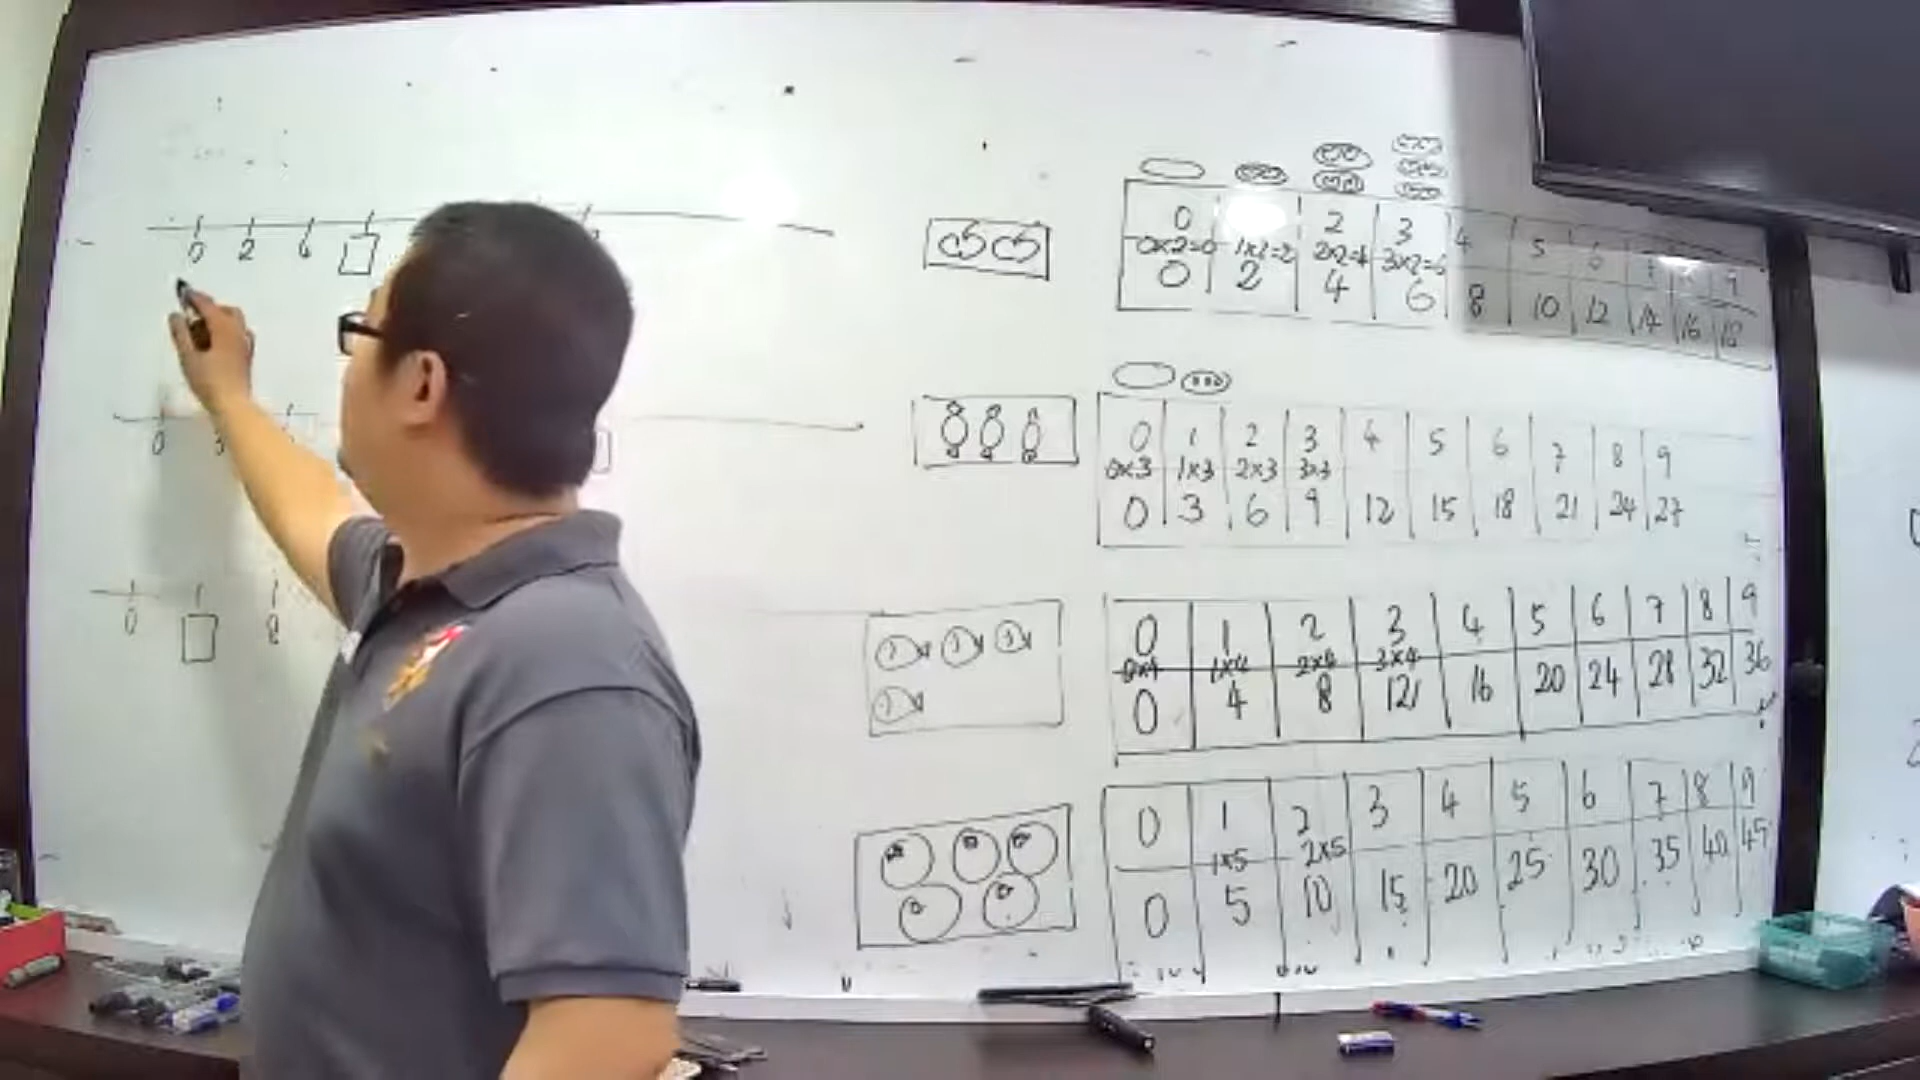 0 2 6
0 3
0 8
0 2 3 4 5 6 9
0x2=0 1x2=2 2x2=4 3x2=6
0 2 4 6 8 10 12 14 16 18
0 1 2 3 4 5 6 7 8 9
0x3 1x3 2x3 3x3
0 3 6 9 12 15 18 21 24 27
0 1 2 3 4 5 6 7 8 9
0x4 1x4 2x4 3x4
0 4 8 12 16 20 24 28 32 36
0 1 2 3 4 5 6 7 8 9
1x5 2x5
0 5 10 15 20 25 30 35 40 45